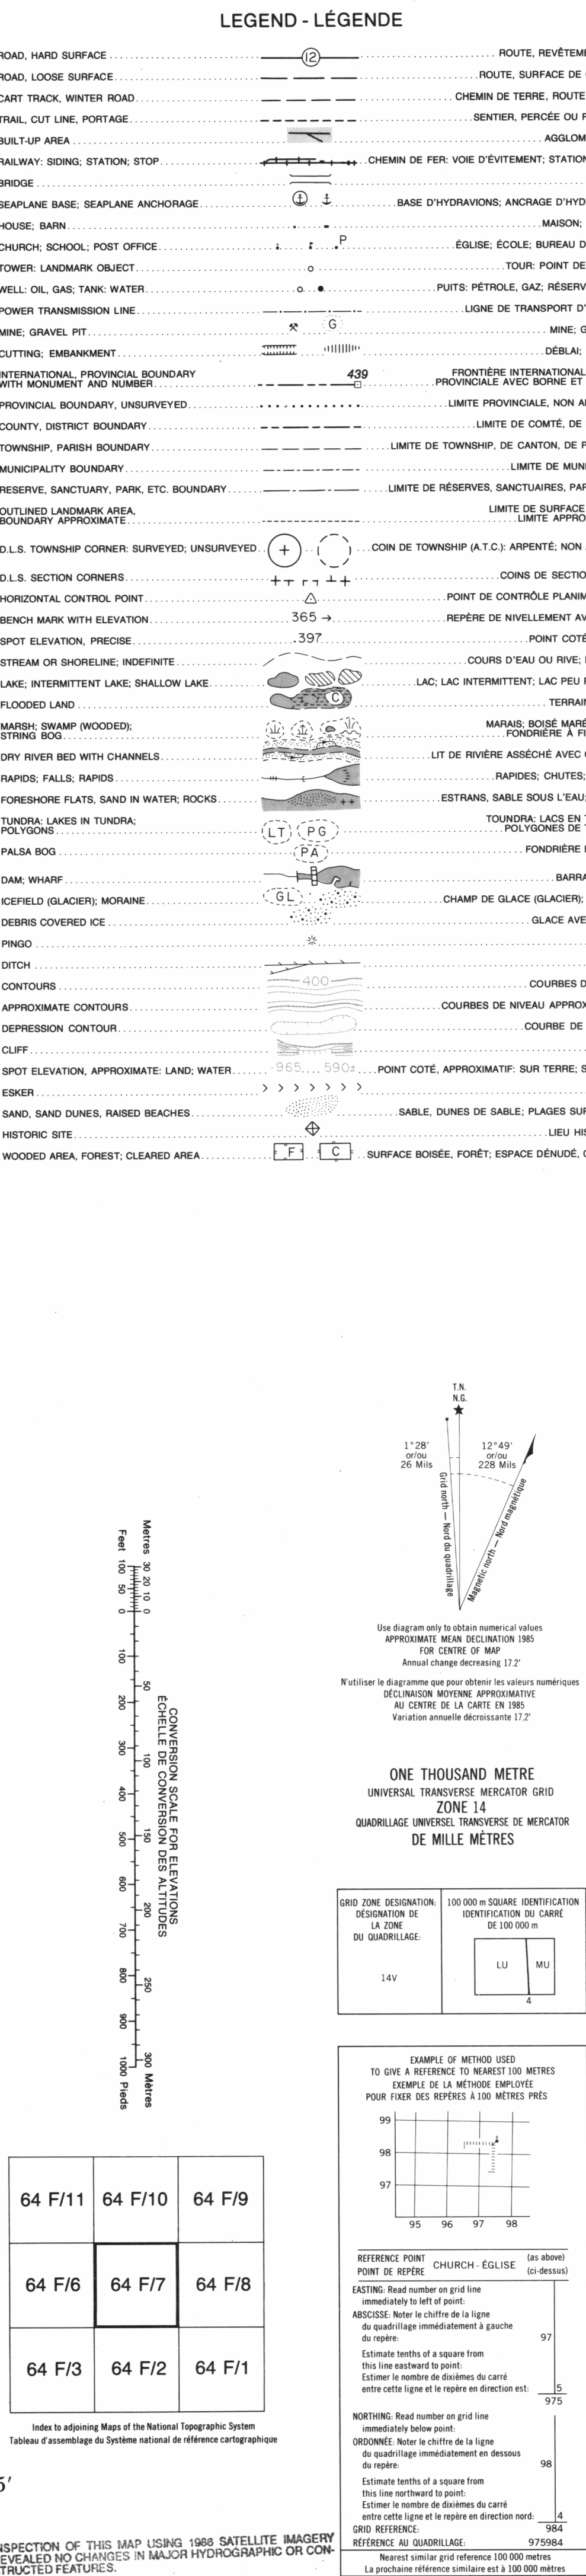 LEGEND - LÉGENDE
ROAD, HARD SURFACE 12 ROUTE, REVÊTEME
ROAD, LOOSE SURFACE ROUTE, SURFACE DE
CART TRACK, WINTER ROAD CHEMIN DE TERRE, ROUTE
TRAIL, CUT LINE, PORTAGE SENTIER, PERCÉE OU
BUILT-UP AREA AGGLOM
RAILWAY: SIDING; STATION; STOP CHEMIN DE FER: VOIE D'ÉVITEMENT; STATION
BRIDGE
SEAPLANE BASE; SEAPLANE ANCHORAGE BASE D'HYDRAVIONS; ANCRAGE D'HYD
HOUSE; BARN MAISON;
CHURCH; SCHOOL; POST OFFICE P ÉGLISE; ÉCOLE; BUREAU D
TOWER: LANDMARK OBJECT TOUR: POINT DE
WELL: OIL, GAS; TANK: WATER PUITS: PÉTROLE, GAZ; RÉSERV
POWER TRANSMISSION LINE LIGNE DE TRANSPORT D'
MINE; GRAVEL PIT G MINE; G
CUTTING; EMBANKMENT DÉBLAI;
INTERNATIONAL, PROVINCIAL BOUNDARY 439 FRONTIÈRE INTERNATIONAL
WITH MONUMENT AND NUMBER PROVINCIALE AVEC BORNE ET
PROVINCIAL BOUNDARY, UNSURVEYED LIMITE PROVINCIALE, NON A
COUNTY, DISTRICT BOUNDARY LIMITE DE COMTÉ, DE
TOWNSHIP, PARISH BOUNDARY LIMITE DE TOWNSHIP, DE CANTON, DE P
MUNICIPALITY BOUNDARY LIMITE DE MUNI
RESERVE, SANCTUARY, PARK, ETC. BOUNDARY LIMITE DE RÉSERVES, SANCTUAIRES, PAR
OUTLINED LANDMARK AREA, LIMITE DE SURFACE
BOUNDARY APPROXIMATE LIMITE APPRO
D.L.S. TOWNSHIP CORNER: SURVEYED; UNSURVEYED COIN DE TOWNSHIP (A.T.C.): ARPENTÉ; NON
D.L.S. SECTION CORNERS COINS DE SECTIO
HORIZONTAL CONTROL POINT POINT DE CONTRÔLE PLANIM
BENCH MARK WITH ELEVATION 365 → REPÈRE DE NIVELLEMENT AV
SPOT ELEVATION, PRECISE .397 POINT COTÉ
STREAM OR SHORELINE; INDEFINITE COURS D'EAU OU RIVE;
LAKE; INTERMITTENT LAKE; SHALLOW LAKE LAC; LAC INTERMITTENT; LAC PEU
FLOODED LAND C TERRAIN
MARSH; SWAMP (WOODED); MARAIS; BOISÉ MARÉ
STRING BOG FONDRIÈRE À FI
DRY RIVER BED WITH CHANNELS LIT DE RIVIÈRE ASSÉCHÉ AVEC
RAPIDS; FALLS; RAPIDS RAPIDES; CHUTES;
FORESHORE FLATS, SAND IN WATER; ROCKS ESTRANS, SABLE SOUS L'EAU;
TUNDRA: LAKES IN TUNDRA; TOUNDRA: LACS EN
POLYGONS LT PG POLYGONES DE
PALSA BOG PA FONDRIÈRE
DAM; WHARF BARRA
ICEFIELD (GLACIER); MORAINE GL CHAMP DE GLACE (GLACIER);
DEBRIS COVERED ICE GLACE AVE
PINGO
DITCH
CONTOURS 400 COURBES D
APPROXIMATE CONTOURS COURBES DE NIVEAU APPROX
DEPRESSION CONTOUR COURBE DE
CLIFF
SPOT ELEVATION, APPROXIMATE: LAND; WATER ·965 590± POINT COTÉ, APPROXIMATIF: SUR TERRE; S
ESKER
SAND, SAND DUNES, RAISED BEACHES SABLE, DUNES DE SABLE; PLAGES SU
HISTORIC SITE LIEU HIS
WOODED AREA, FOREST; CLEARED AREA F C SURFACE BOISÉE, FORÊT; ESPACE DÉNUDÉ,
T.N.
N.G.
1°28' 12°49'
or/ou or/ou
26 Mils 228 Mils
Grid north — Nord du quadrillage
Magnetic north — Nord magnétique
Use diagram only to obtain numerical values
APPROXIMATE MEAN DECLINATION 1985
FOR CENTRE OF MAP
Annual change decreasing 17.2'
N'utiliser le diagramme que pour obtenir les valeurs numériques
DÉCLINAISON MOYENNE APPROXIMATIVE
AU CENTRE DE LA CARTE EN 1985
Variation annuelle décroissante 17,2'
CONVERSION SCALE FOR ELEVATIONS
ÉCHELLE DE CONVERSION DES ALTITUDES
Metres 30 20 10 0 50 100 150 200 250 300 Mètres
Feet 100 50 0 100 200 300 400 500 600 700 800 900 1000 Pieds
ONE THOUSAND METRE
UNIVERSAL TRANSVERSE MERCATOR GRID
ZONE 14
QUADRILLAGE UNIVERSEL TRANSVERSE DE MERCATOR
DE MILLE MÈTRES
GRID ZONE DESIGNATION:
DÉSIGNATION DE
LA ZONE
DU QUADRILLAGE:
14V
100 000 m SQUARE IDENTIFICATION
IDENTIFICATION DU CARRÉ
DE 100 000 m
LU MU
4
EXAMPLE OF METHOD USED
TO GIVE A REFERENCE TO NEAREST 100 METRES
EXEMPLE DE LA MÉTHODE EMPLOYÉE
POUR FIXER DES REPÈRES À 100 MÈTRES PRÈS
99
98
97
95 96 97 98
REFERENCE POINT CHURCH - ÉGLISE (as above)
POINT DE REPÈRE (ci-dessus)
EASTING: Read number on grid line
immediately to left of point:
ABSCISSE: Noter le chiffre de la ligne
du quadrillage immédiatement à gauche
du repère: 97
Estimate tenths of a square from
this line eastward to point:
Estimer le nombre de dixièmes du carré
entre cette ligne et le repère en direction est: 5
975
NORTHING: Read number on grid line
immediately below point:
ORDONNÉE: Noter le chiffre de la ligne
du quadrillage immédiatement en dessous
du repère: 98
Estimate tenths of a square from
this line northward to point:
Estimer le nombre de dixièmes du carré
entre cette ligne et le repère en direction nord: 4
GRID REFERENCE: 984
RÉFÉRENCE AU QUADRILLAGE: 975984
Nearest similar grid reference 100 000 metres
La prochaine référence similaire est à 100 000 mètres
64 F/11 64 F/10 64 F/9
64 F/6 64 F/7 64 F/8
64 F/3 64 F/2 64 F/1
Index to adjoining Maps of the National Topographic System
Tableau d'assemblage du Système national de référence cartographique
5'
NSPECTION OF THIS MAP USING 1986 SATELLITE IMAGERY
EVEALED NO CHANGES IN MAJOR HYDROGRAPHIC OR CON-
TRUCTED FEATURES.